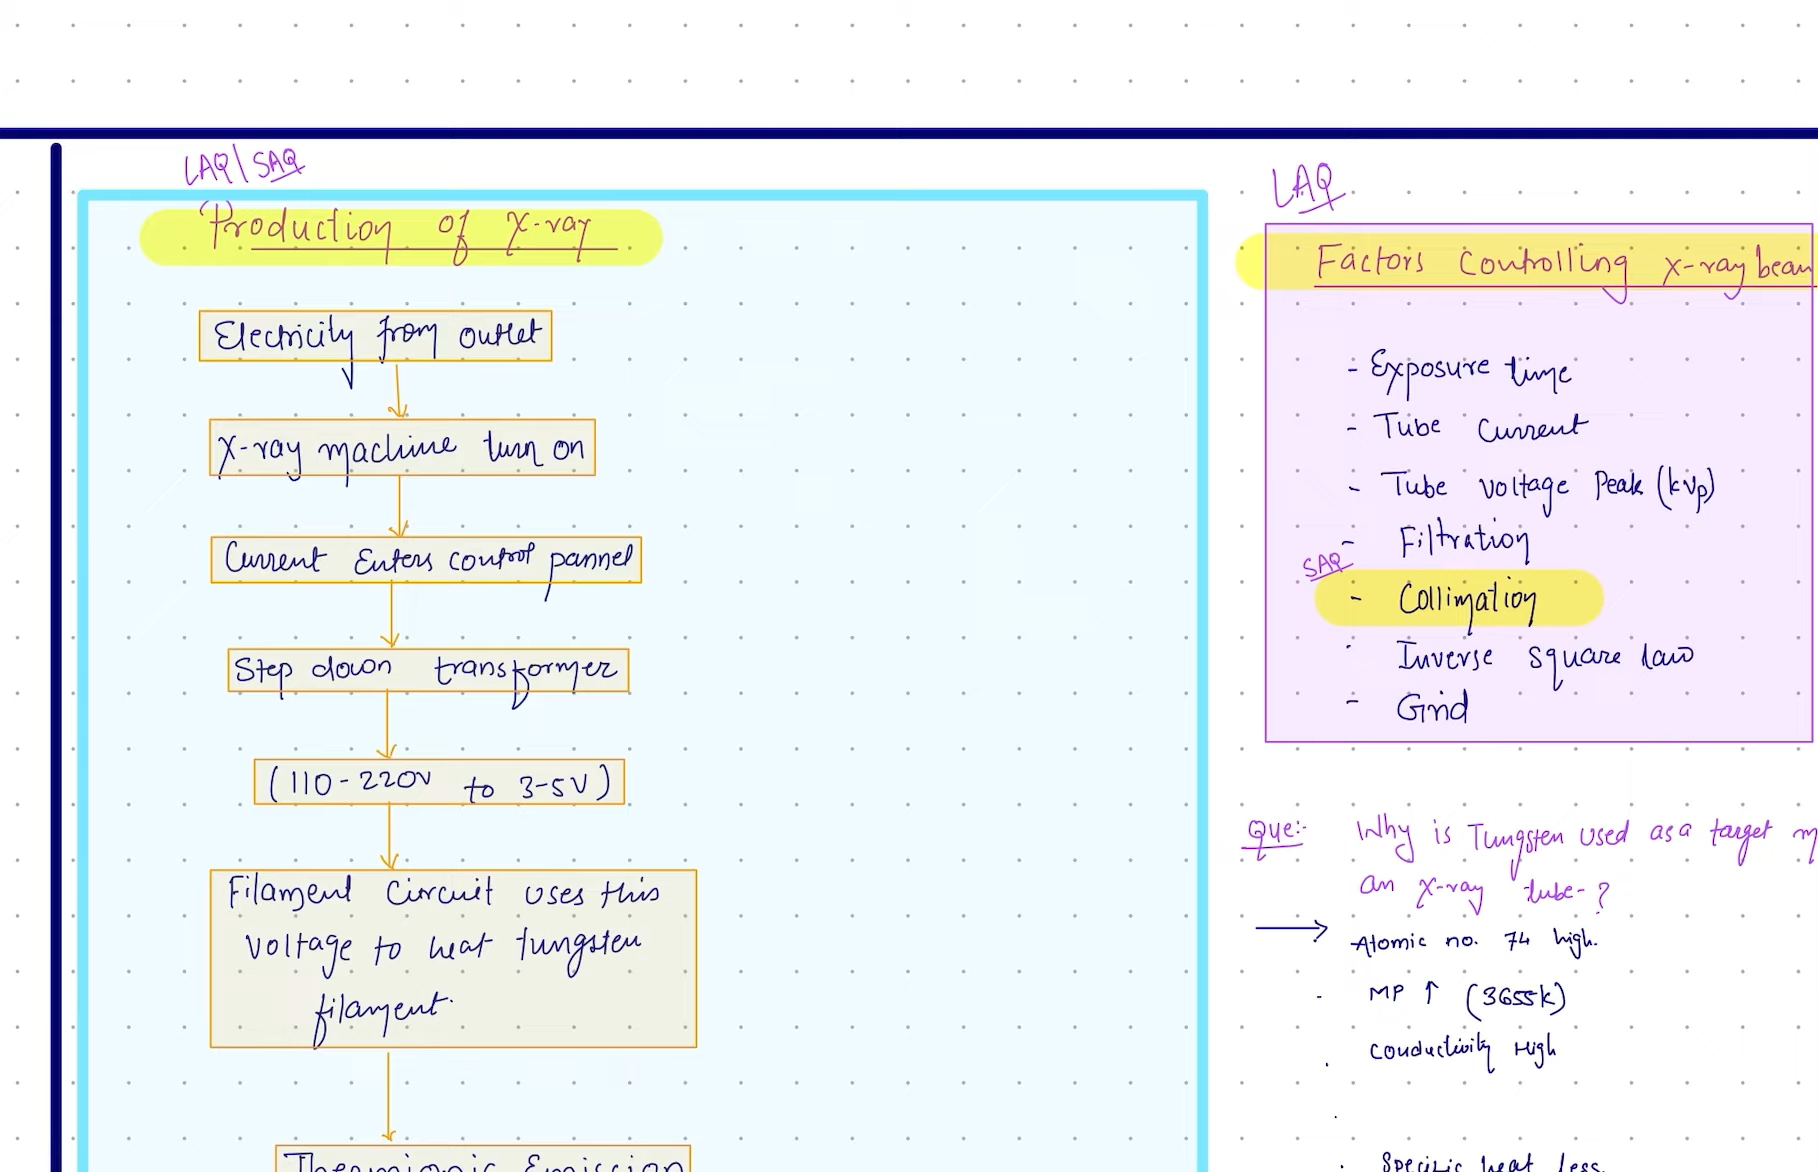 LAQ/SAQ
Production of X-ray
Electricity from outlet
X-ray machine turn on
Current Enters control pannel
Step down transformer
(110-220V to 3-5V)
Filament Circuit uses this
voltage to heat tungsten
filament.
Thermionic Emission
LAQ
Factors Controlling X-ray beam
- Exposure time
- Tube Current
- Tube voltage Peak (kvp)
- Filtration
SAQ
- Collimation
Inverse square law
- Grid
Que:- Why is Tungsten used as a target
an X-ray tube-?
Atomic no. 74 high.
- MP ↑ (3655k)
. Conductivity High
. Specific heat less.